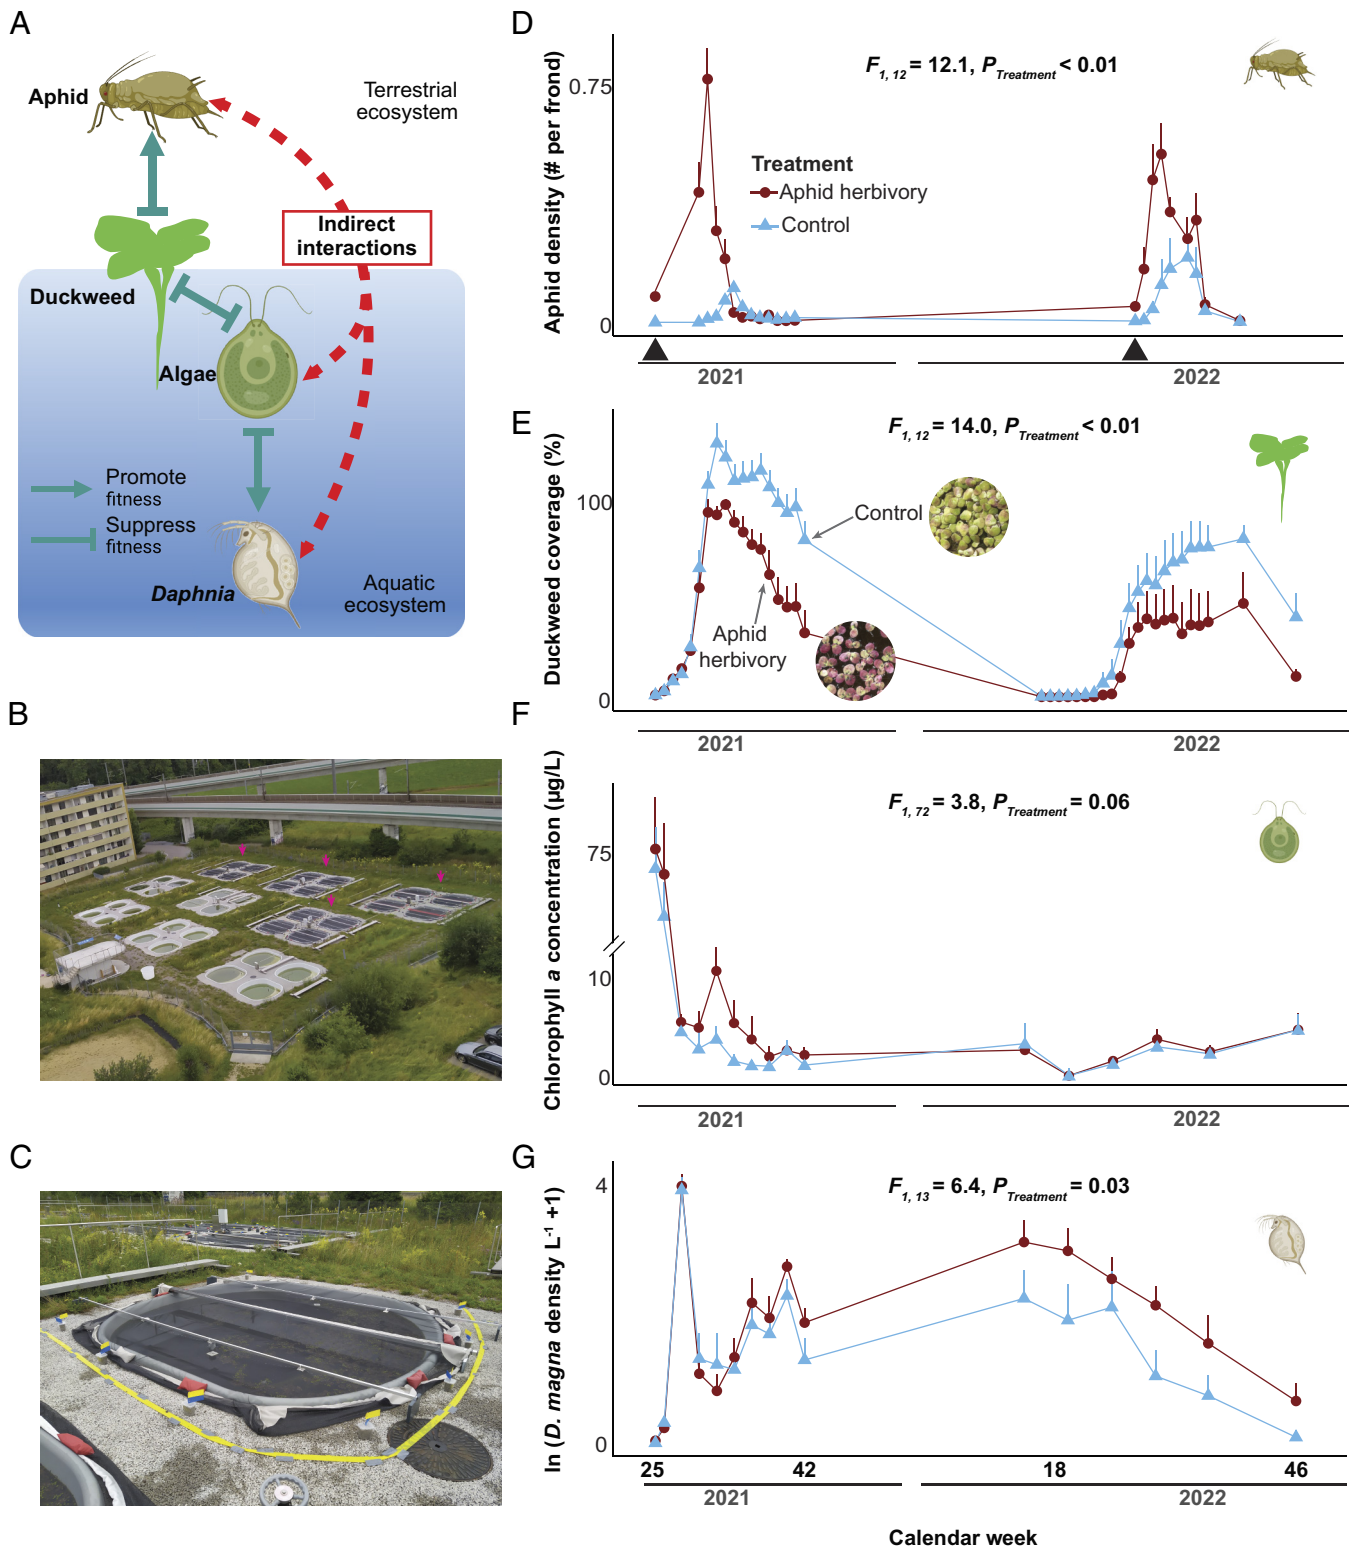 A
Aphid
Terrestrial
ecosystem
Indirect
interactions
Duckweed
Algae
Promote
fitness
Suppress
fitness
Daphnia
Aquatic
ecosystem
B
C
D
Aphid density (# per frond)
0.75
0
F1, 12 = 12.1, PTreatment < 0.01
Treatment
Aphid herbivory
Control
2021
2022
E
Duckweed coverage (%)
100
0
F1, 12 = 14.0, PTreatment < 0.01
Control
Aphid
herbivory
2021
2022
F
Chlorophyll a concentration (µg/L)
75
10
0
F1, 72 = 3.8, PTreatment = 0.06
2021
2022
G
ln (D. magna density L-1 +1)
4
0
F1, 13 = 6.4, PTreatment = 0.03
25
42
18
46
2021
2022
Calendar week